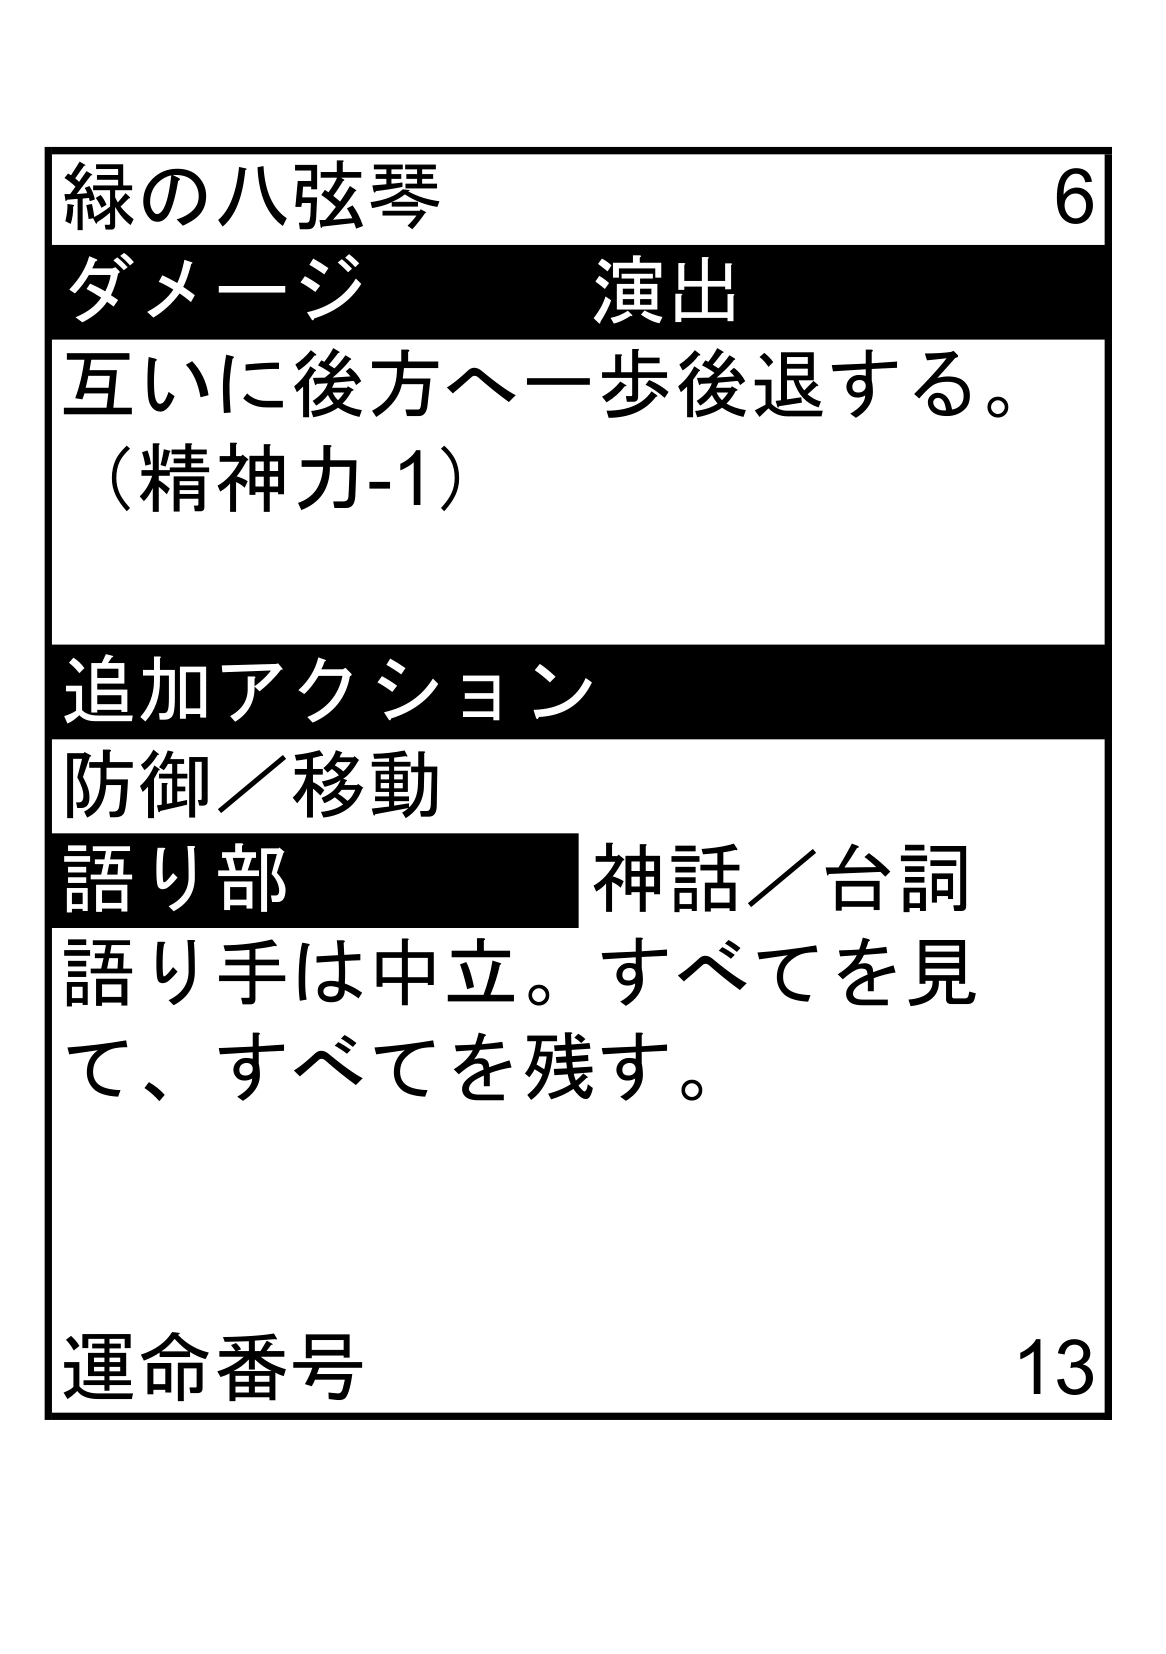 緑の八弦琴 6
ダメージ 演出
互いに後方へ一歩後退する。
（精神力-1）
追加アクション
防御／移動
語り部 神話／台詞
語り手は中立。すべてを見
て、すべてを残す。
運命番号 13